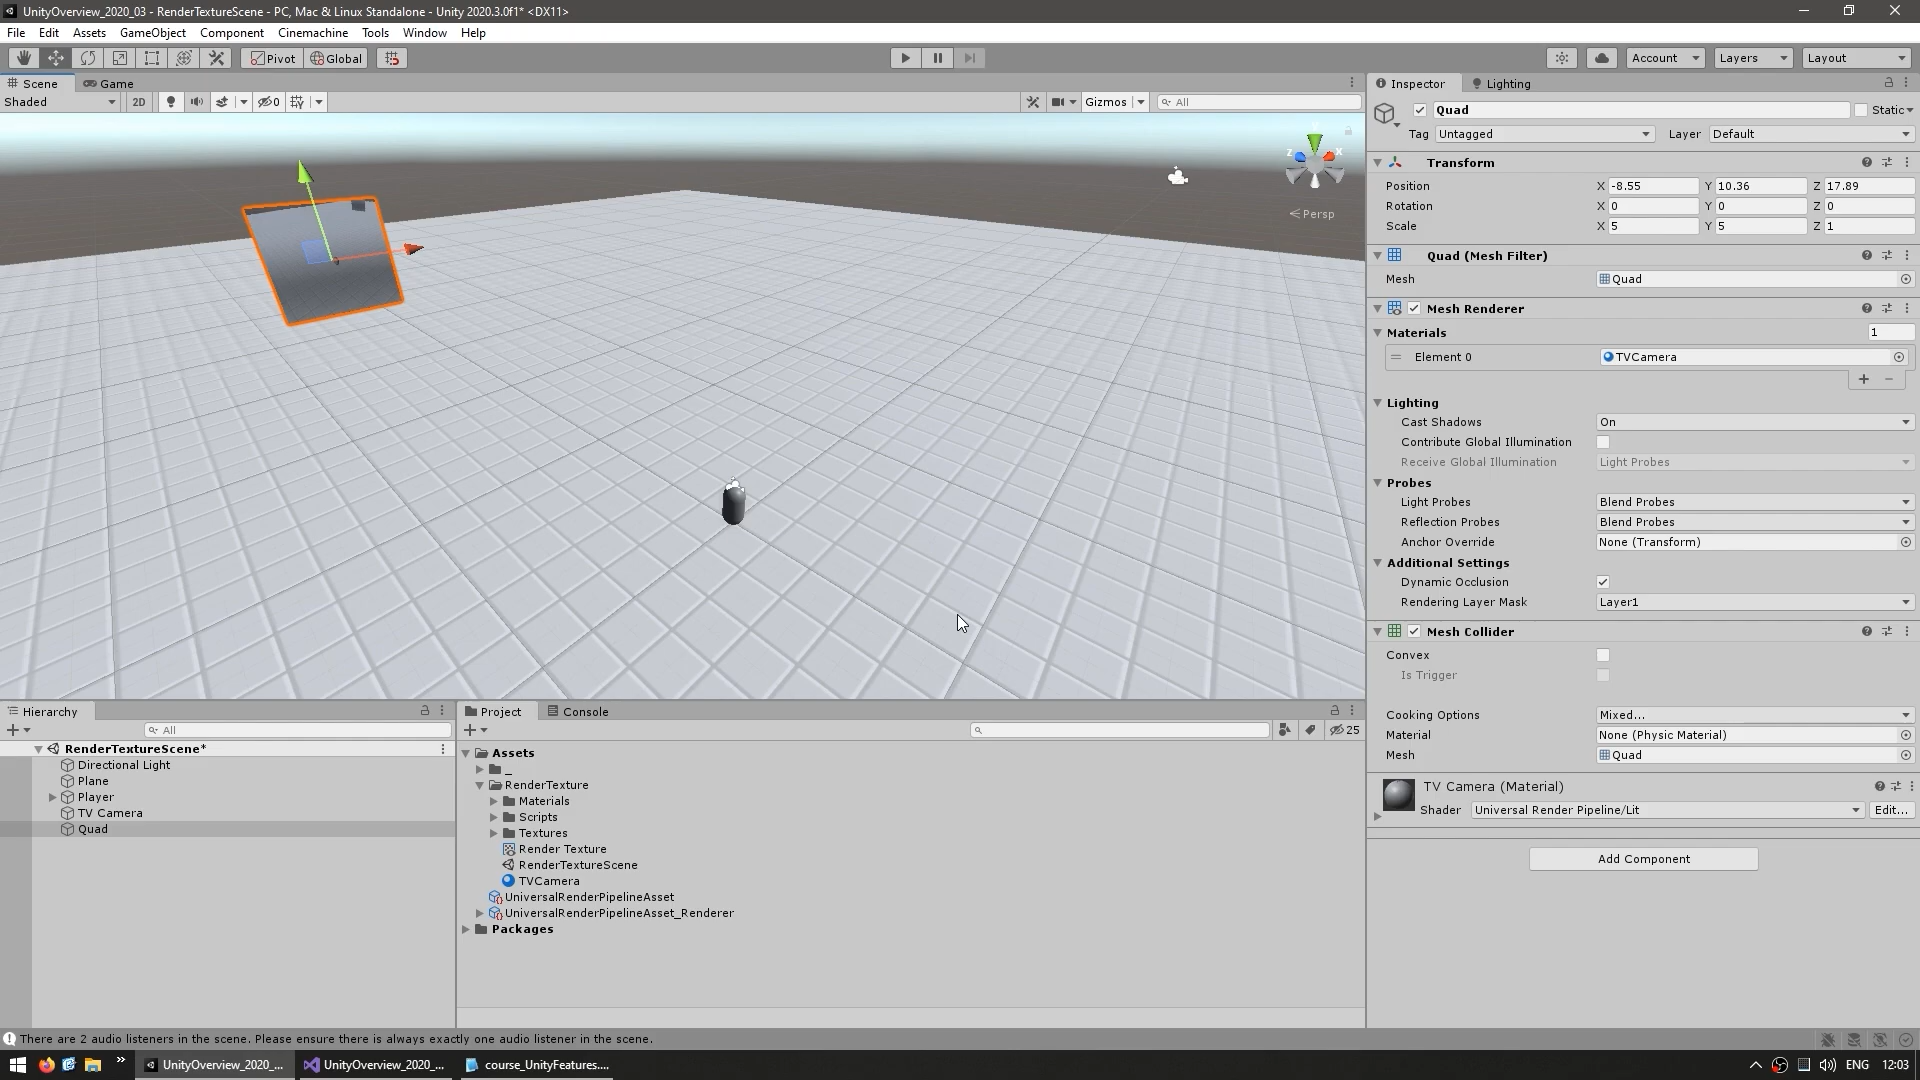 UnityOverview_2020_03 - RenderTextureScene - PC, Mac & Linux Standalone - Unity 2020.3.0f1* <DX11>
File Edit Assets GameObject Component Cinemachine Tools Window Help
Pivot Global Account Layers Layout
Scene Game
Shaded 2D 0 Gizmos All
Y
Z X
Persp
Inspector Lighting
Quad Static
Tag Untagged Layer Default
Transform
Position X -8.55 Y 10.36 Z 17.89
Rotation X 0 Y 0 Z 0
Scale X 5 Y 5 Z 1
Quad (Mesh Filter)
Mesh Quad
Mesh Renderer
Materials 1
Element 0 TVCamera
Lighting
Cast Shadows On
Contribute Global Illumination
Receive Global Illumination Light Probes
Probes
Light Probes Blend Probes
Reflection Probes Blend Probes
Anchor Override None (Transform)
Additional Settings
Dynamic Occlusion
Rendering Layer Mask Layer1
Mesh Collider
Convex
Is Trigger
Cooking Options Mixed...
Material None (Physic Material)
Mesh Quad
TV Camera (Material)
Shader Universal Render Pipeline/Lit Edit...
Add Component
Hierarchy
All
RenderTextureScene*
Directional Light
Plane
Player
TV Camera
Quad
Project Console
25
Assets
_
RenderTexture
Materials
Scripts
Textures
Render Texture
RenderTextureScene
TVCamera
UniversalRenderPipelineAsset
UniversalRenderPipelineAsset_Renderer
Packages
There are 2 audio listeners in the scene. Please ensure there is always exactly one audio listener in the scene.
UnityOverview_2020_... UnityOverview_2020_... course_UnityFeatures.... ENG 12:03